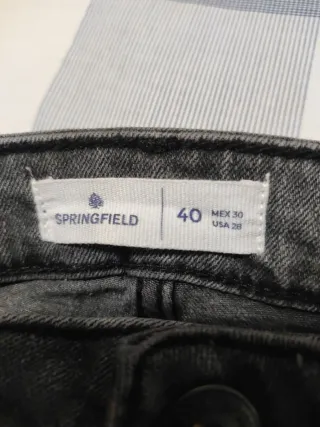 SPRINGFIELD
40
MEX 30
USA 28